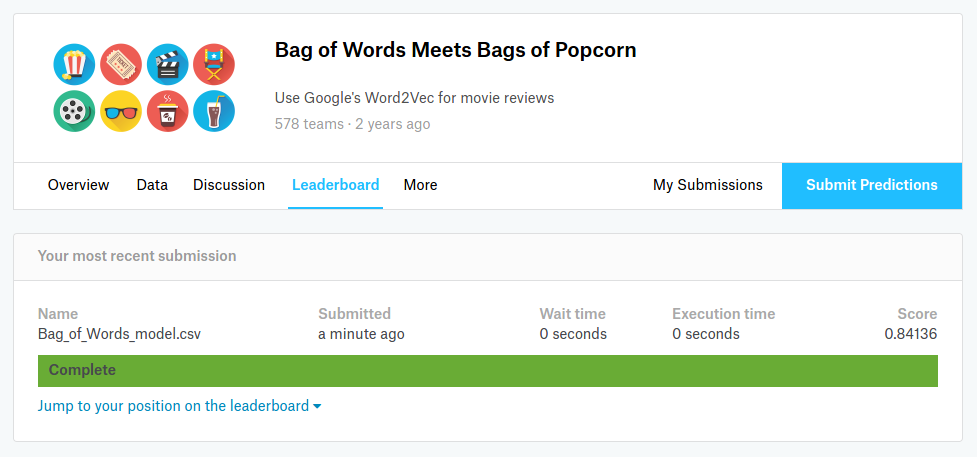 Bag of Words Meets Bags of Popcorn
Use Google's Word2Vec for movie reviews
578 teams · 2 years ago
Overview Data Discussion Leaderboard More My Submissions Submit Predictions
Your most recent submission
Name Submitted Wait time Execution time Score
Bag_of_Words_model.csv a minute ago 0 seconds 0 seconds 0.84136
Complete
Jump to your position on the leaderboard